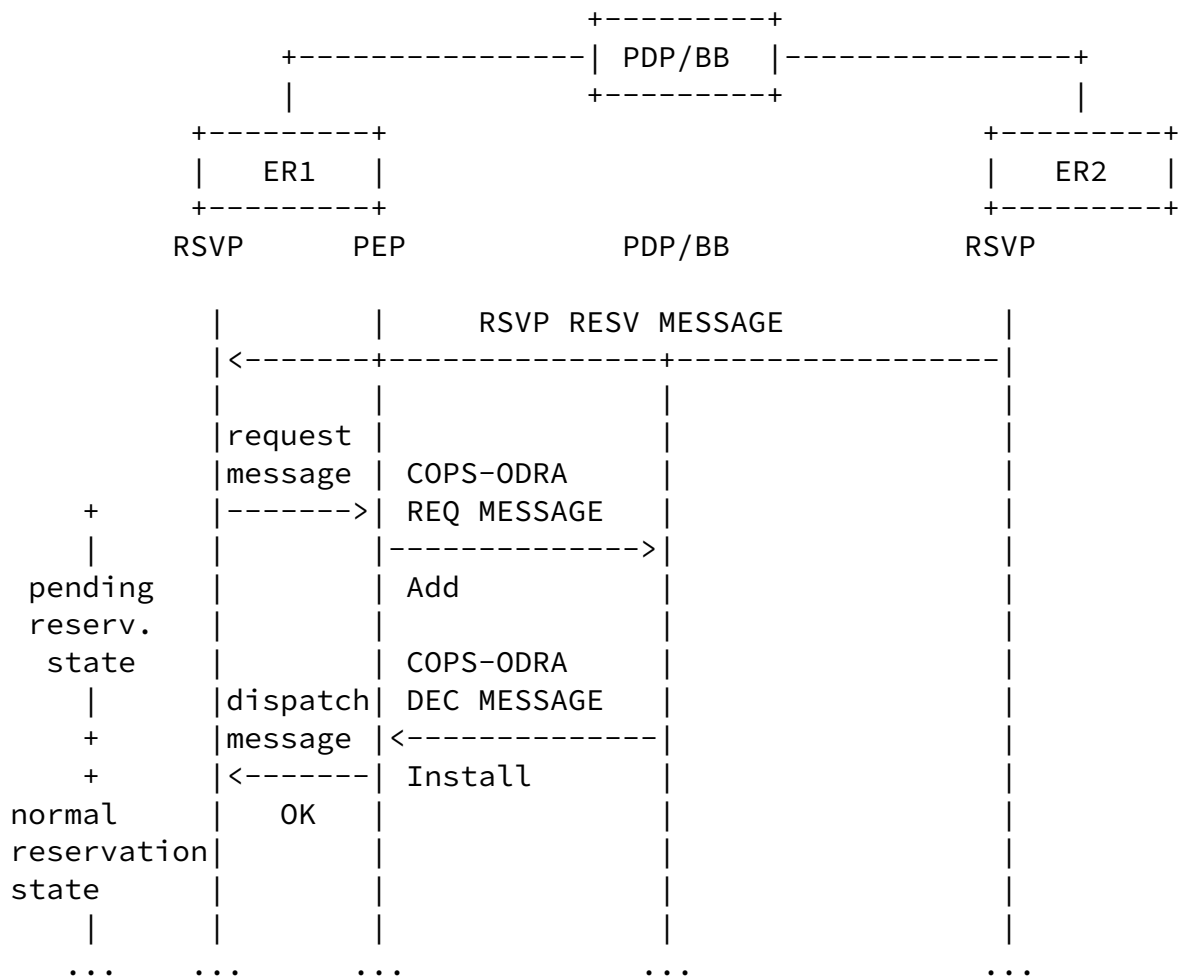 PDP/BB
ER1 ER2
RSVP PEP PDP/BB RSVP
RSVP RESV MESSAGE
request
message COPS-ODRA
REQ MESSAGE
pending Add
reserv.
state COPS-ODRA
dispatch DEC MESSAGE
message
Install
normal OK
reservation
state
... ... ... ... ...